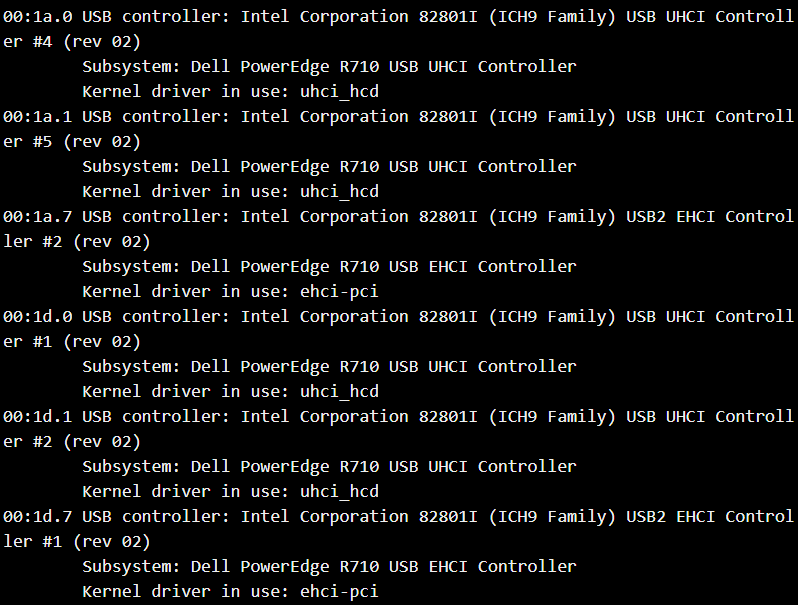 00:1a.0 USB controller: Intel Corporation 82801I (ICH9 Family) USB UHCI Controll
er #4 (rev 02)
Subsystem: Dell PowerEdge R710 USB UHCI Controller
Kernel driver in use: uhci_hcd
00:1a.1 USB controller: Intel Corporation 82801I (ICH9 Family) USB UHCI Controll
er #5 (rev 02)
Subsystem: Dell PowerEdge R710 USB UHCI Controller
Kernel driver in use: uhci_hcd
00:1a.7 USB controller: Intel Corporation 82801I (ICH9 Family) USB2 EHCI Control
ler #2 (rev 02)
Subsystem: Dell PowerEdge R710 USB EHCI Controller
Kernel driver in use: ehci-pci
00:1d.0 USB controller: Intel Corporation 82801I (ICH9 Family) USB UHCI Controll
er #1 (rev 02)
Subsystem: Dell PowerEdge R710 USB UHCI Controller
Kernel driver in use: uhci_hcd
00:1d.1 USB controller: Intel Corporation 82801I (ICH9 Family) USB UHCI Controll
er #2 (rev 02)
Subsystem: Dell PowerEdge R710 USB UHCI Controller
Kernel driver in use: uhci_hcd
00:1d.7 USB controller: Intel Corporation 82801I (ICH9 Family) USB2 EHCI Control
ler #1 (rev 02)
Subsystem: Dell PowerEdge R710 USB EHCI Controller
Kernel driver in use: ehci-pci